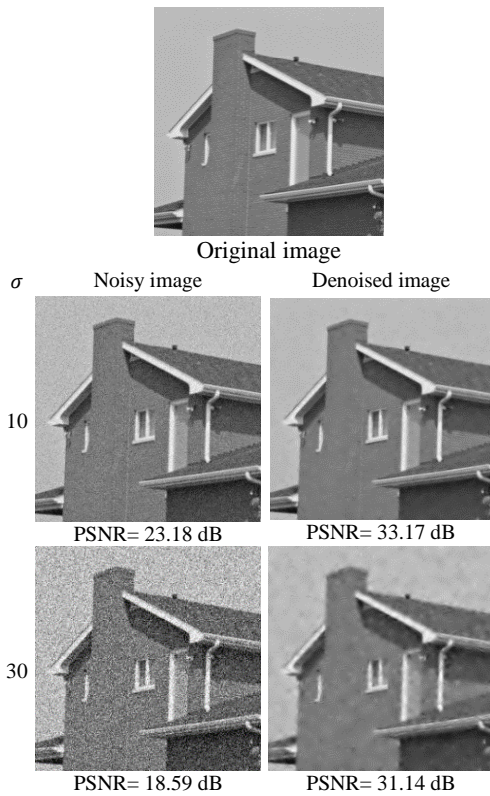 Original image
σ Noisy image Denoised image
10
PSNR= 23.18 dB PSNR= 33.17 dB
30
PSNR= 18.59 dB PSNR= 31.14 dB